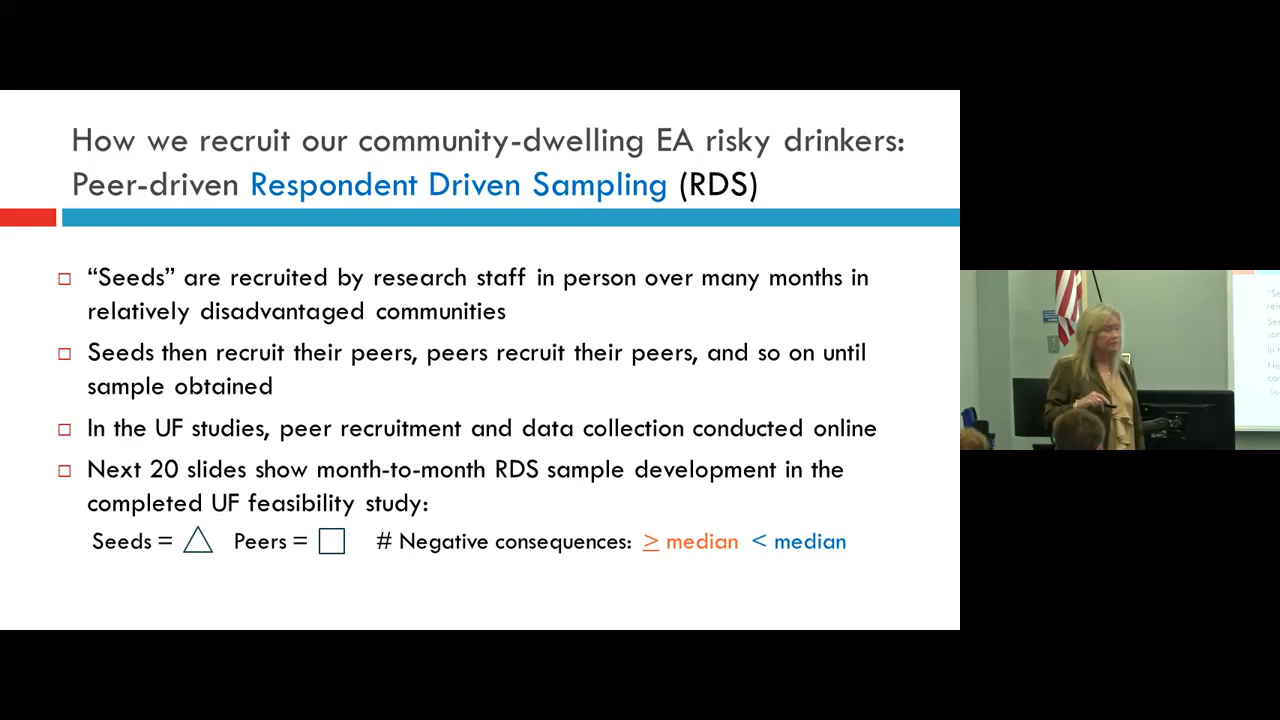 How we recruit our community-dwelling EA risky drinkers:
Peer-driven Respondent Driven Sampling (RDS)
“Seeds” are recruited by research staff in person over many months in
relatively disadvantaged communities
Seeds then recruit their peers, peers recruit their peers, and so on until
sample obtained
In the UF studies, peer recruitment and data collection conducted online
Next 20 slides show month-to-month RDS sample development in the
completed UF feasibility study:
Seeds = Peers = # Negative consequences: ≥ median < median